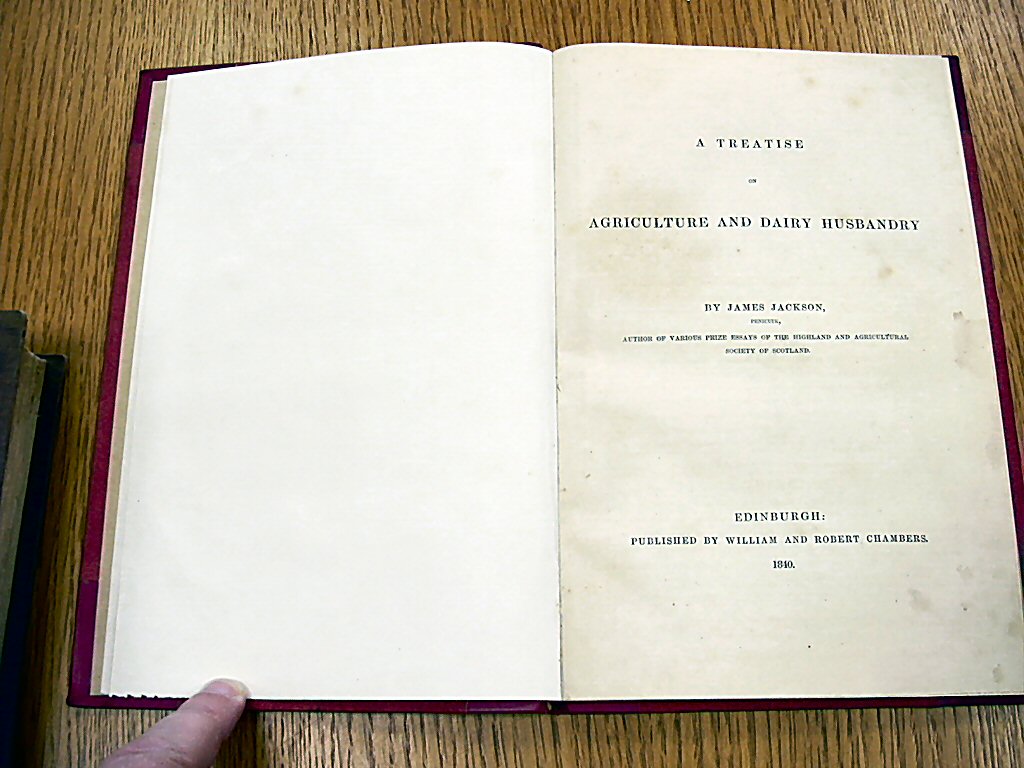 A TREATISE
ON
AGRICULTURE AND DAIRY HUSBANDRY
BY JAMES JACKSON,
PENICUIK,
AUTHOR OF VARIOUS PRIZE ESSAYS OF THE HIGHLAND AND AGRICULTURAL
SOCIETY OF SCOTLAND.
EDINBURGH:
PUBLISHED BY WILLIAM AND ROBERT CHAMBERS.
1840.